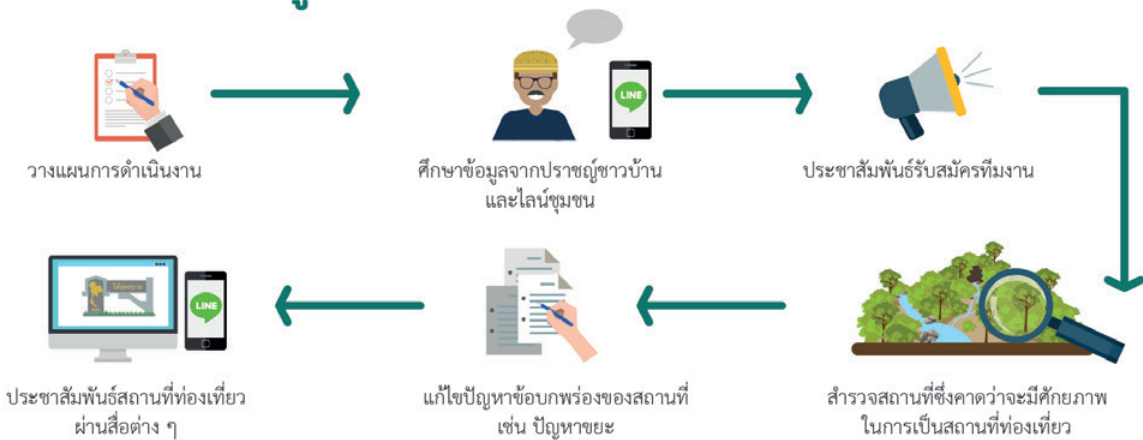 วางแผนการดำเนินงาน
LINE
ศึกษาข้อมูลจากปราชญ์ชาวบ้าน
และไลน์ชุมชน
ประชาสัมพันธ์รับสมัครทีมงาน
สำรวจสถานที่ซึ่งคาดว่าจะมีศักยภาพ
ในการเป็นสถานที่ท่องเที่ยว
แก้ไขปัญหาข้อบกพร่องของสถานที่
เช่น ปัญหาขยะ
LINE
ประชาสัมพันธ์สถานที่ท่องเที่ยว
ผ่านสื่อต่าง ๆ